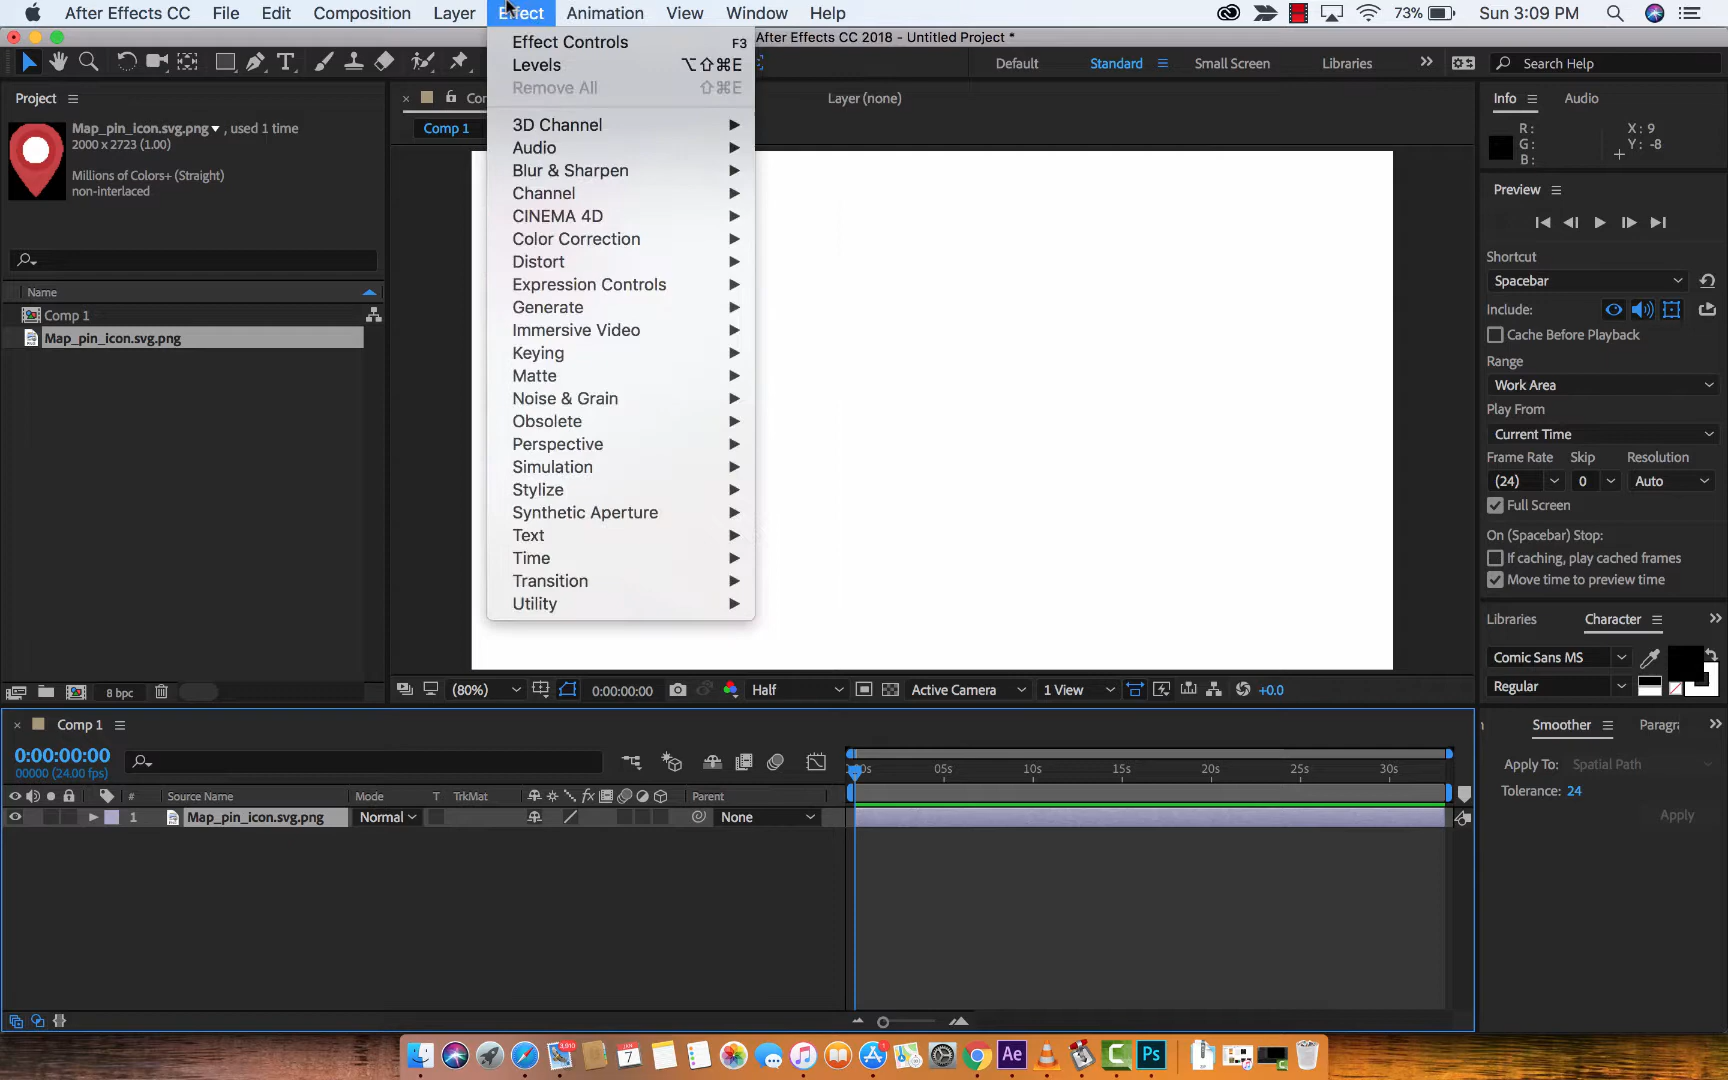 After Effects CC File Edit Composition Layer Effect Animation View Window Help 73% Sun 3:09 PM
After Effects CC 2018 - Untitled Project *
Default Standard Small Screen Libraries Search Help
Project
Map_pin_icon.svg.png , used 1 time
2000 x 2723 (1.00)
Millions of Colors+ (Straight)
non-interlaced
Name
Comp 1
Map_pin_icon.svg.png
8 bpc
Effect Controls F3
Levels ⌥⇧⌘E
Remove All ⇧⌘E
3D Channel
Audio
Blur & Sharpen
Channel
CINEMA 4D
Color Correction
Distort
Expression Controls
Generate
Immersive Video
Keying
Matte
Noise & Grain
Obsolete
Perspective
Simulation
Stylize
Synthetic Aperture
Text
Time
Transition
Utility
Layer (none)
Comp 1
(80%) 0:00:00:00 Half Active Camera 1 View +0.0
Info Audio
R: X: 9
G: Y: -8
B:
Preview
Shortcut
Spacebar
Include:
Cache Before Playback
Range
Work Area
Play From
Current Time
Frame Rate Skip Resolution
(24) 0 Auto
Full Screen
On (Spacebar) Stop:
If caching, play cached frames
Move time to preview time
Libraries Character
Comic Sans MS
Regular
Smoother Paragr
Apply To: Spatial Path
Tolerance: 24
Apply
Comp 1
0:00:00:00
00000 (24.00 fps)
05s 10s 15s 20s 25s 30s
# Source Name Mode T TrkMat Parent
1 Map_pin_icon.svg.png Normal None
3,910 7 Ae Ps